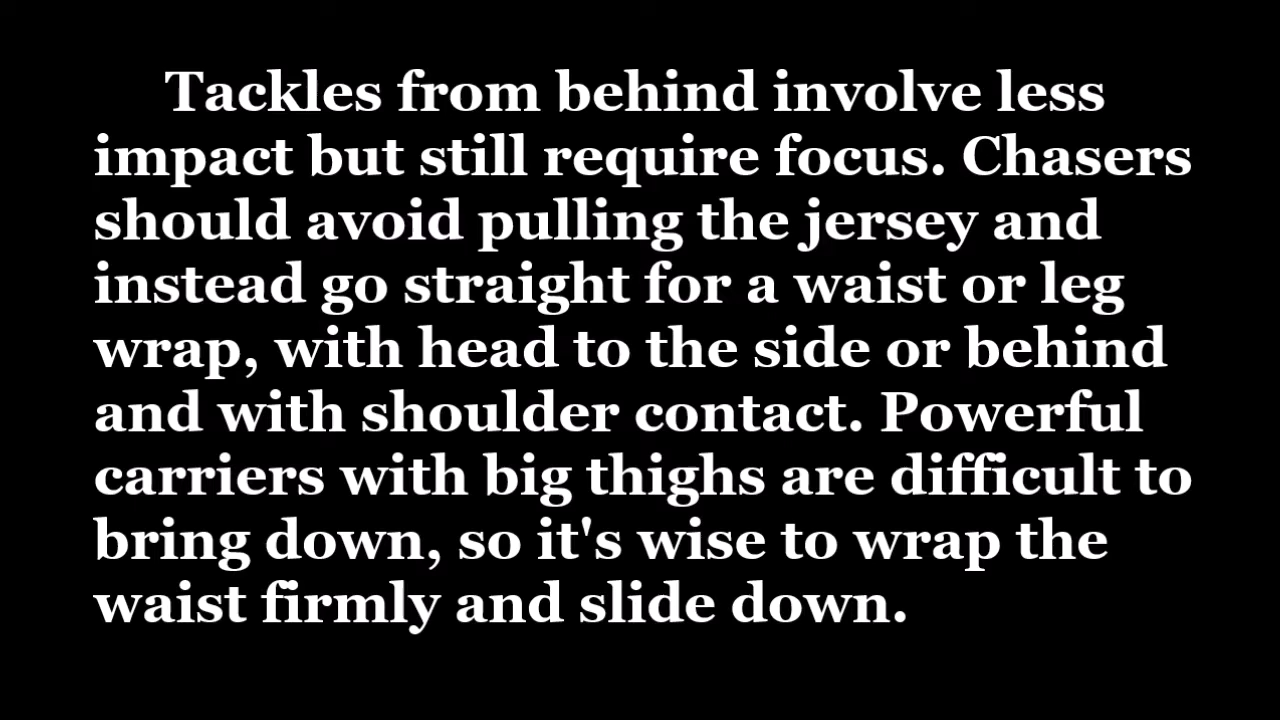 Tackles from behind involve less
impact but still require focus. Chasers
should avoid pulling the jersey and
instead go straight for a waist or leg
wrap, with head to the side or behind
and with shoulder contact. Powerful
carriers with big thighs are difficult to
bring down, so it's wise to wrap the
waist firmly and slide down.